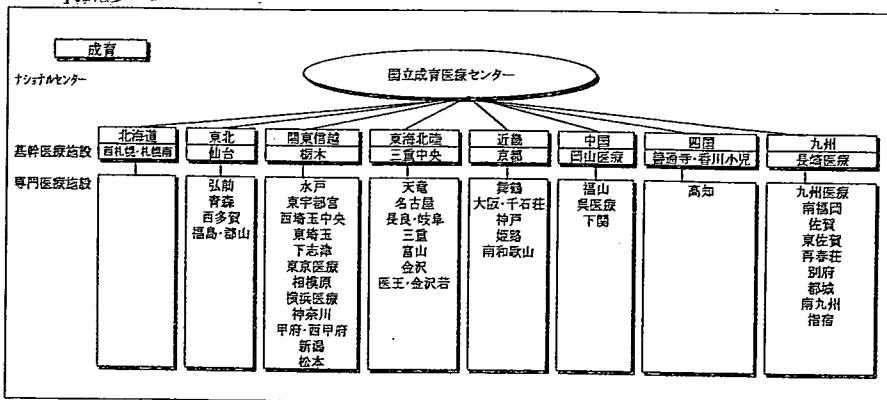 成育
ナショナルセンター
国立成育医療センター
基幹医療施設
北海道
西札幌・札幌南
東北
仙台
関東信越
栃木
東海北陸
三重中央
近畿
京都
中国
岡山医療
四国
善通寺・香川小児
九州
長崎医療
専門医療施設
弘前
青森
西多賀
福島・郡山
水戸
東宇都宮
西埼玉中央
東埼玉
下志津
東京医療
相模原
横浜医療
神奈川
甲府・西甲府
新潟
松本
天竜
名古屋
長良・岐阜
三重
富山
金沢
医王・金沢若
舞鶴
大阪・千石荘
神戸
姫路
南和歌山
福山
呉医療
下関
高知
九州医療
南福岡
佐賀
東佐賀
再春荘
別府
都城
南九州
指宿